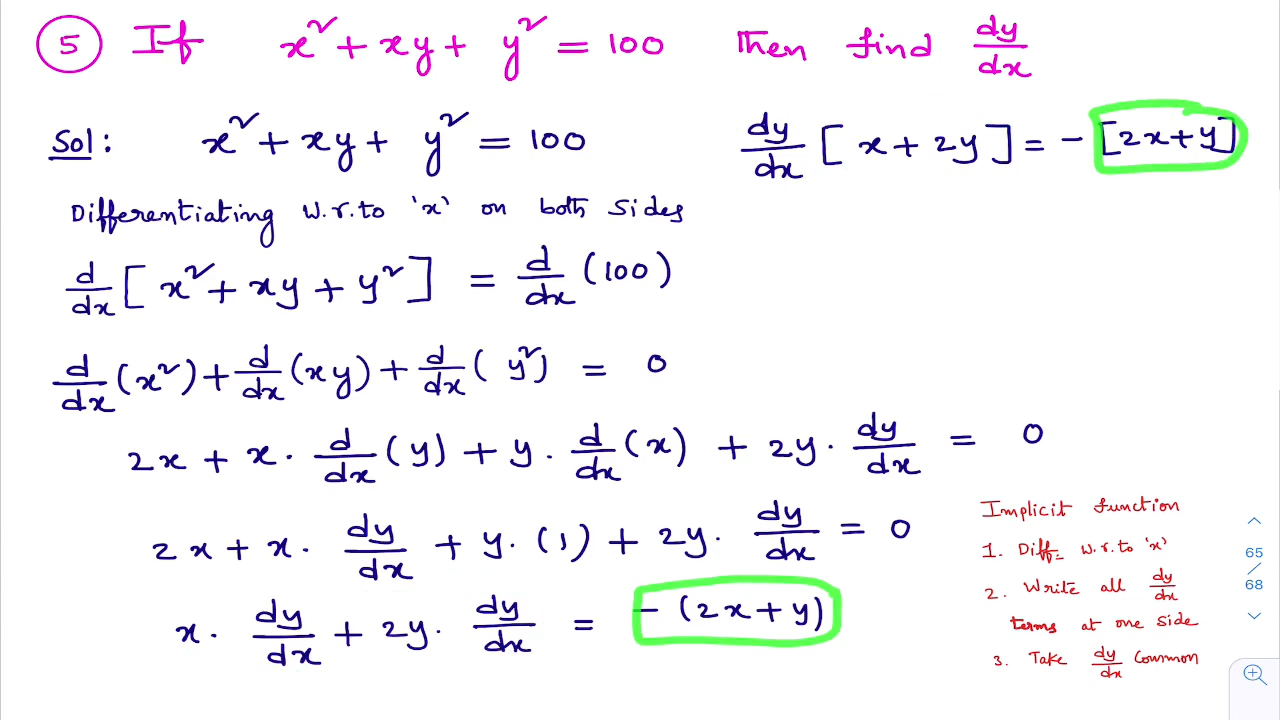 5 If x² + xy + y² = 100 Then find dy/dx
Sol: x² + xy + y² = 100
Differentiating w.r.to 'x' on both sides
d/dx [x² + xy + y²] = d/dx (100)
d/dx (x²) + d/dx (xy) + d/dx (y²) = 0
2x + x · d/dx (y) + y · d/dx (x) + 2y · dy/dx = 0
2x + x · dy/dx + y · (1) + 2y · dy/dx = 0
x · dy/dx + 2y · dy/dx = - (2x + y)
dy/dx [x + 2y] = - [2x + y]
Implicit function
1. Diff= w.r.to 'x'
2. Write all dy/dx
terms at one side
3. Take dy/dx Common
65
/
68